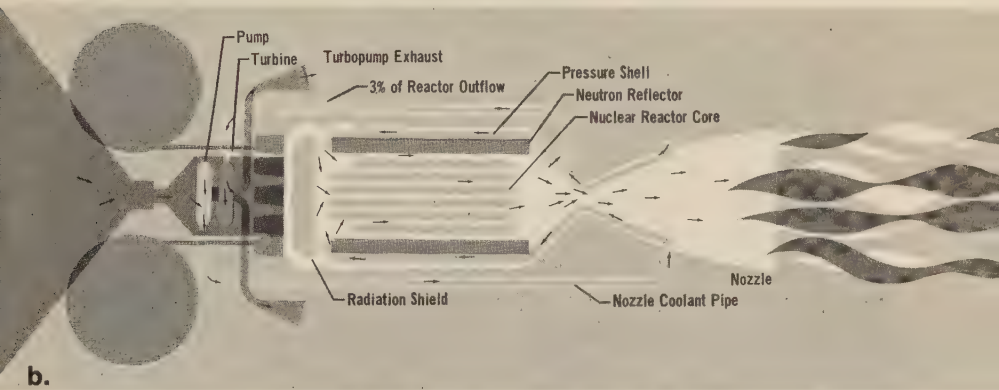 Pump
Turbine
Turbopump Exhaust
3% of Reactor Outflow
Pressure Shell
Neutron Reflector
Nuclear Reactor Core
Radiation Shield
Nozzle
Nozzle Coolant Pipe
b.